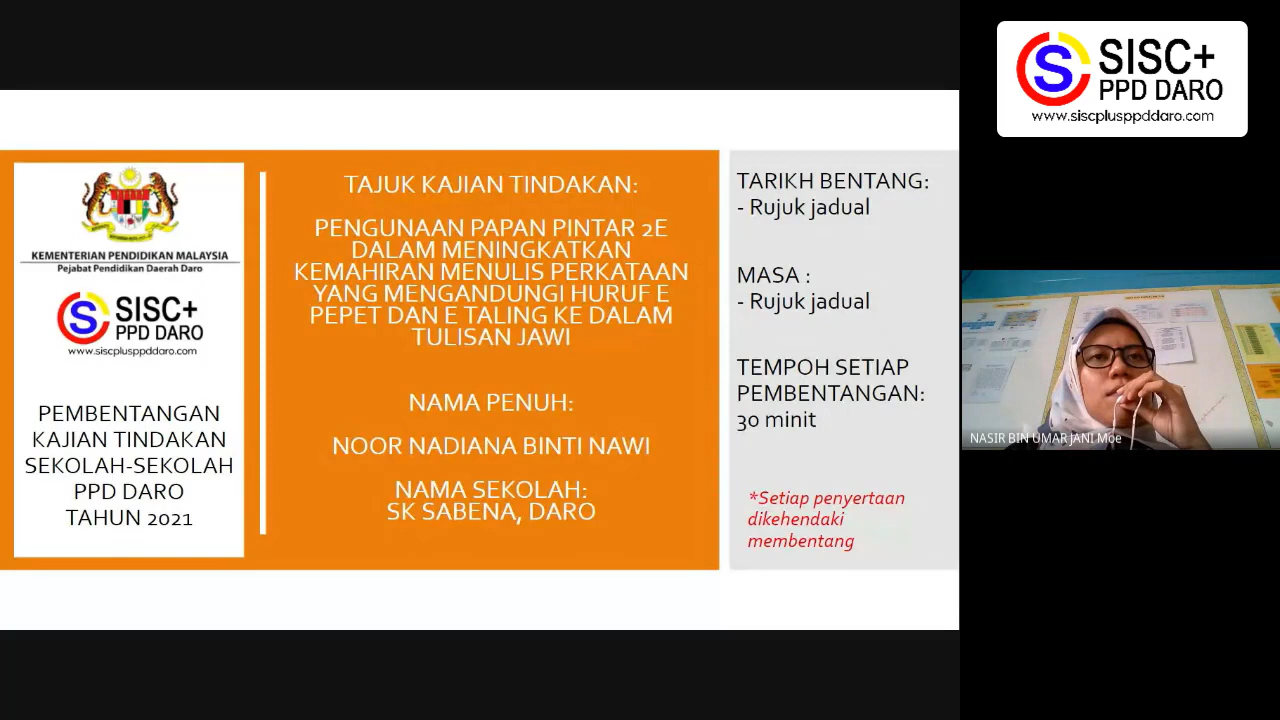 KEMENTERIAN PENDIDIKAN MALAYSIA
Pejabat Pendidikan Daerah Daro
S
SISC+
PPD DARO
www.siscplusppddaro.com
PEMBENTANGAN
KAJIAN TINDAKAN
SEKOLAH-SEKOLAH
PPD DARO
TAHUN 2021
TAJUK KAJIAN TINDAKAN:
PENGUNAAN PAPAN PINTAR 2E
DALAM MENINGKATKAN
KEMAHIRAN MENULIS PERKATAAN
YANG MENGANDUNGI HURUF E
PEPET DAN E TALING KE DALAM
TULISAN JAWI
NAMA PENUH:
NOOR NADIANA BINTI NAWI
NAMA SEKOLAH:
SK SABENA, DARO
TARIKH BENTANG:
- Rujuk jadual
MASA :
- Rujuk jadual
TEMPOH SETIAP
PEMBENTANGAN:
30 minit
*Setiap penyertaan
dikehendaki
membentang
S
SISC+
PPD DARO
www.siscplusppddaro.com
NASIR BIN UMAR JANI Moe